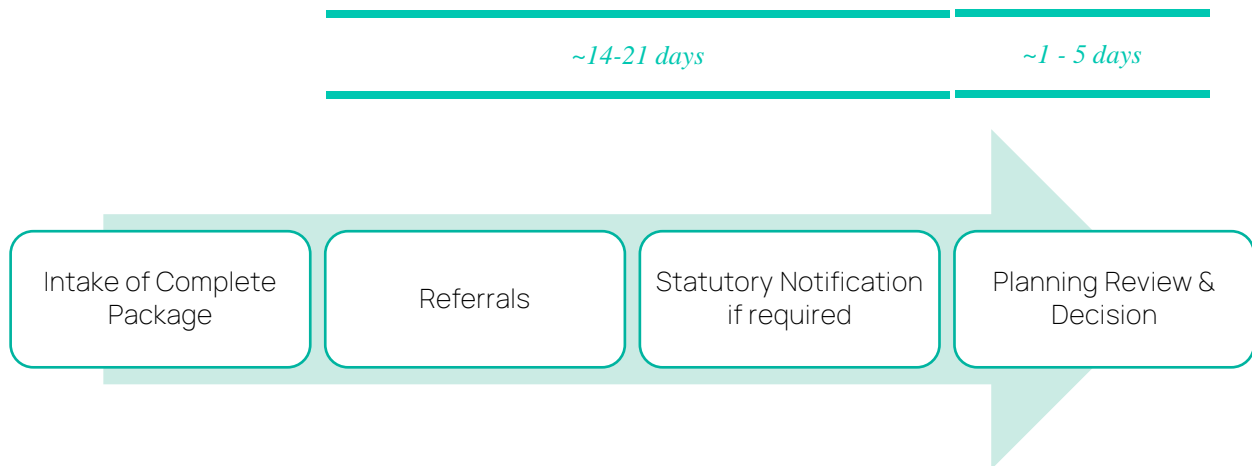 ~14-21 days
~1 - 5 days
Intake of Complete
Package
Referrals
Statutory Notification
if required
Planning Review &
Decision